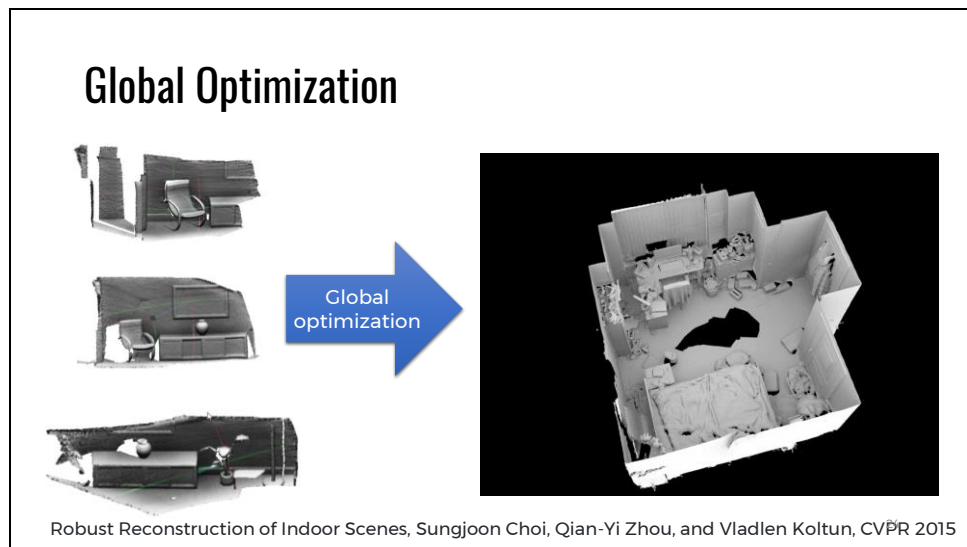 Global Optimization
Global
optimization
Robust Reconstruction of Indoor Scenes, Sungjoon Choi, Qian-Yi Zhou, and Vladlen Koltun, CVPR 2015